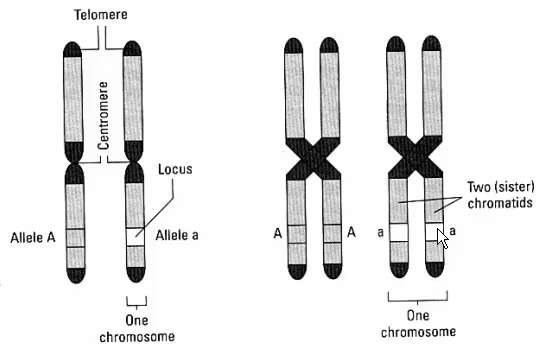 Telomere
Centromere
Locus
Allele A
Allele a
One
chromosome
A
A
a
a
Two (sister)
chromatids
One
chromosome